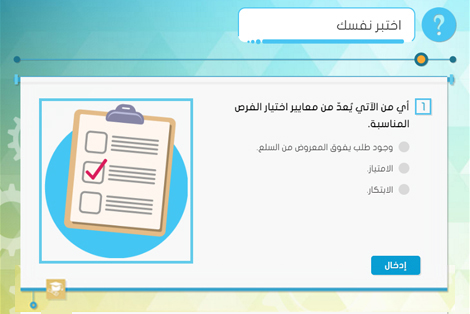 اختبر نفسك
؟
1 أي من الآتي يُعدّ من معايير اختيار الفرص
المناسبة.
وجود طلب يفوق المعروض من السلع.
الامتياز.
الابتكار.
إدخال